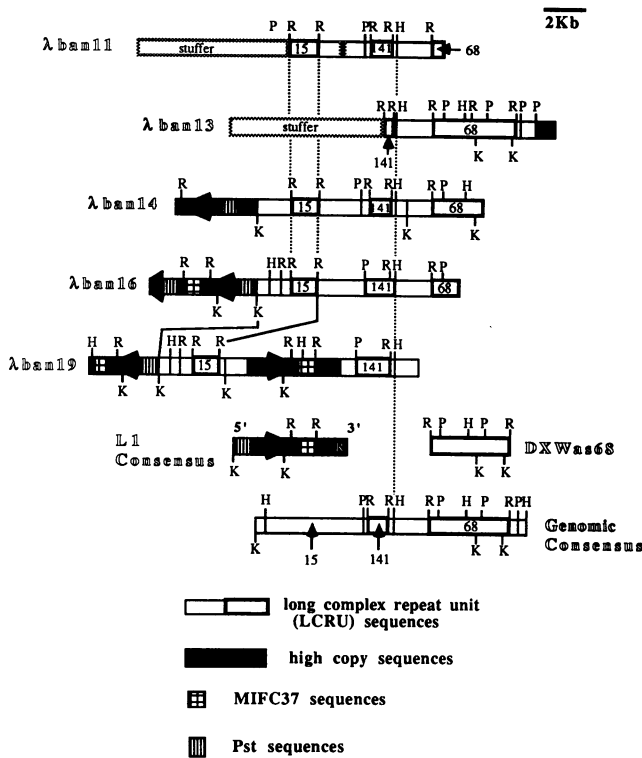 2Kb
P R R PR R H R
λbam11 stuffer 15 141 68
R R H R P H R P R P P
λbam13 stuffer 68
141 K K
R R R P R R H R P H
λbam14 15 141 68
K K K
R R H R R R P R H R P
λbam16 15 141 68
K K
H R H R R R R H R P R H
λbam19 15 141
K K K K
5' R R 3' R P H P R
L1 Consensus DXWas68
K K K K
H P R R H R P H P R P H
68 Genomic Consensus
K 15 141 K K
long complex repeat unit
(LCRU) sequences
high copy sequences
MIFC37 sequences
Pst sequences